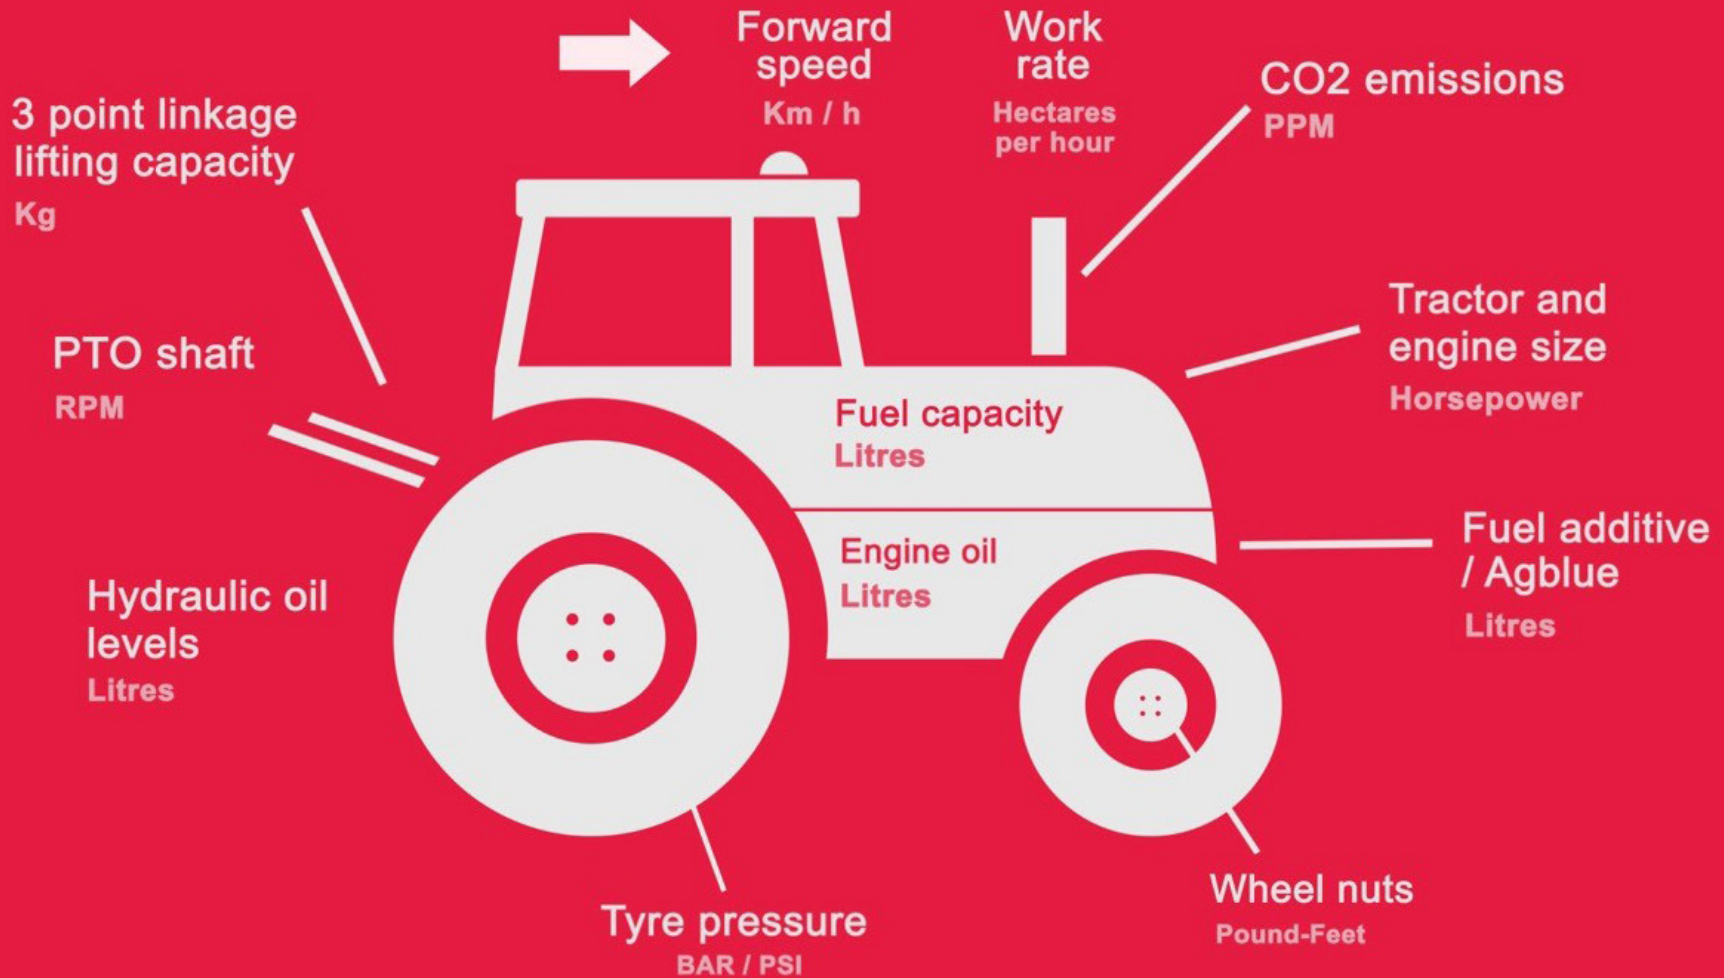 Forward
speed
Km / h
Work
rate
Hectares
per hour
CO2 emissions
PPM
3 point linkage
lifting capacity
Kg
Tractor and
engine size
Horsepower
PTO shaft
RPM
Fuel capacity
Litres
Fuel additive
/ Agblue
Litres
Engine oil
Litres
Hydraulic oil
levels
Litres
Wheel nuts
Pound-Feet
Tyre pressure
BAR / PSI